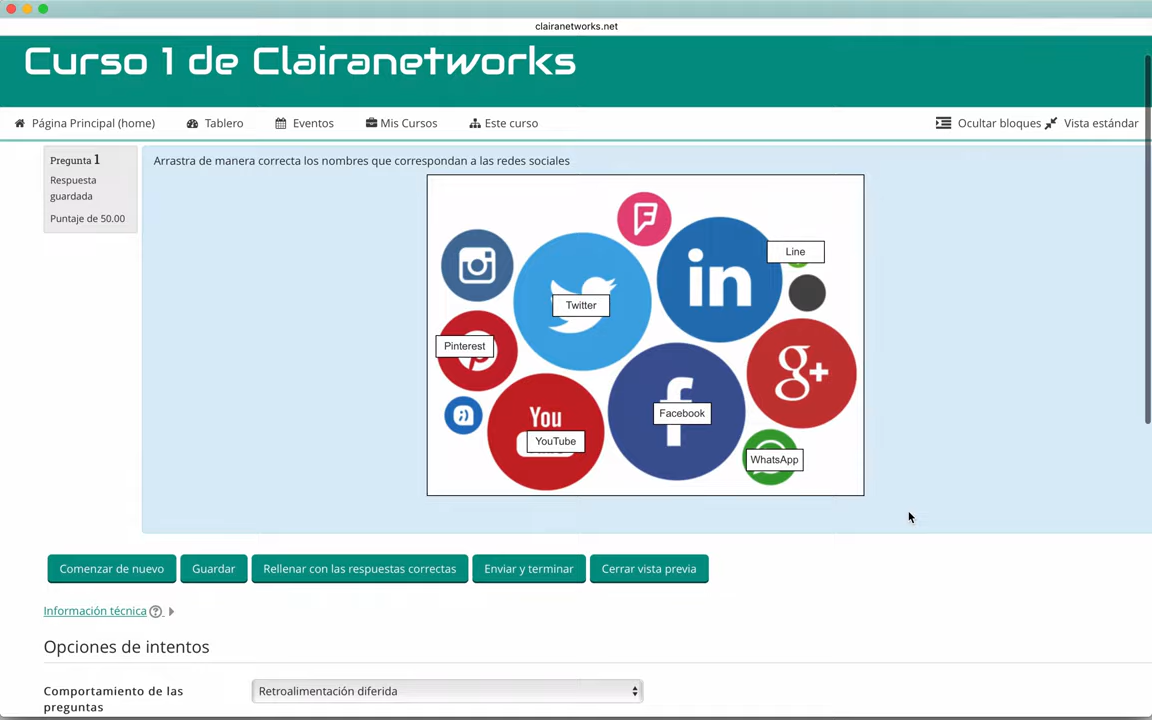 clairanetworks.net
Curso 1 de Clairanetworks
Página Principal (home) Tablero Eventos Mis Cursos Este curso Ocultar bloques Vista estándar
Pregunta 1
Respuesta
guardada
Puntaje de 50.00
Arrastra de manera correcta los nombres que correspondan a las redes sociales
in
Line
Twitter
Pinterest
g+
You
YouTube
f
Facebook
WhatsApp
Comenzar de nuevo Guardar Rellenar con las respuestas correctas Enviar y terminar Cerrar vista previa
Información técnica ?
Opciones de intentos
Comportamiento de las
preguntas
Retroalimentación diferida